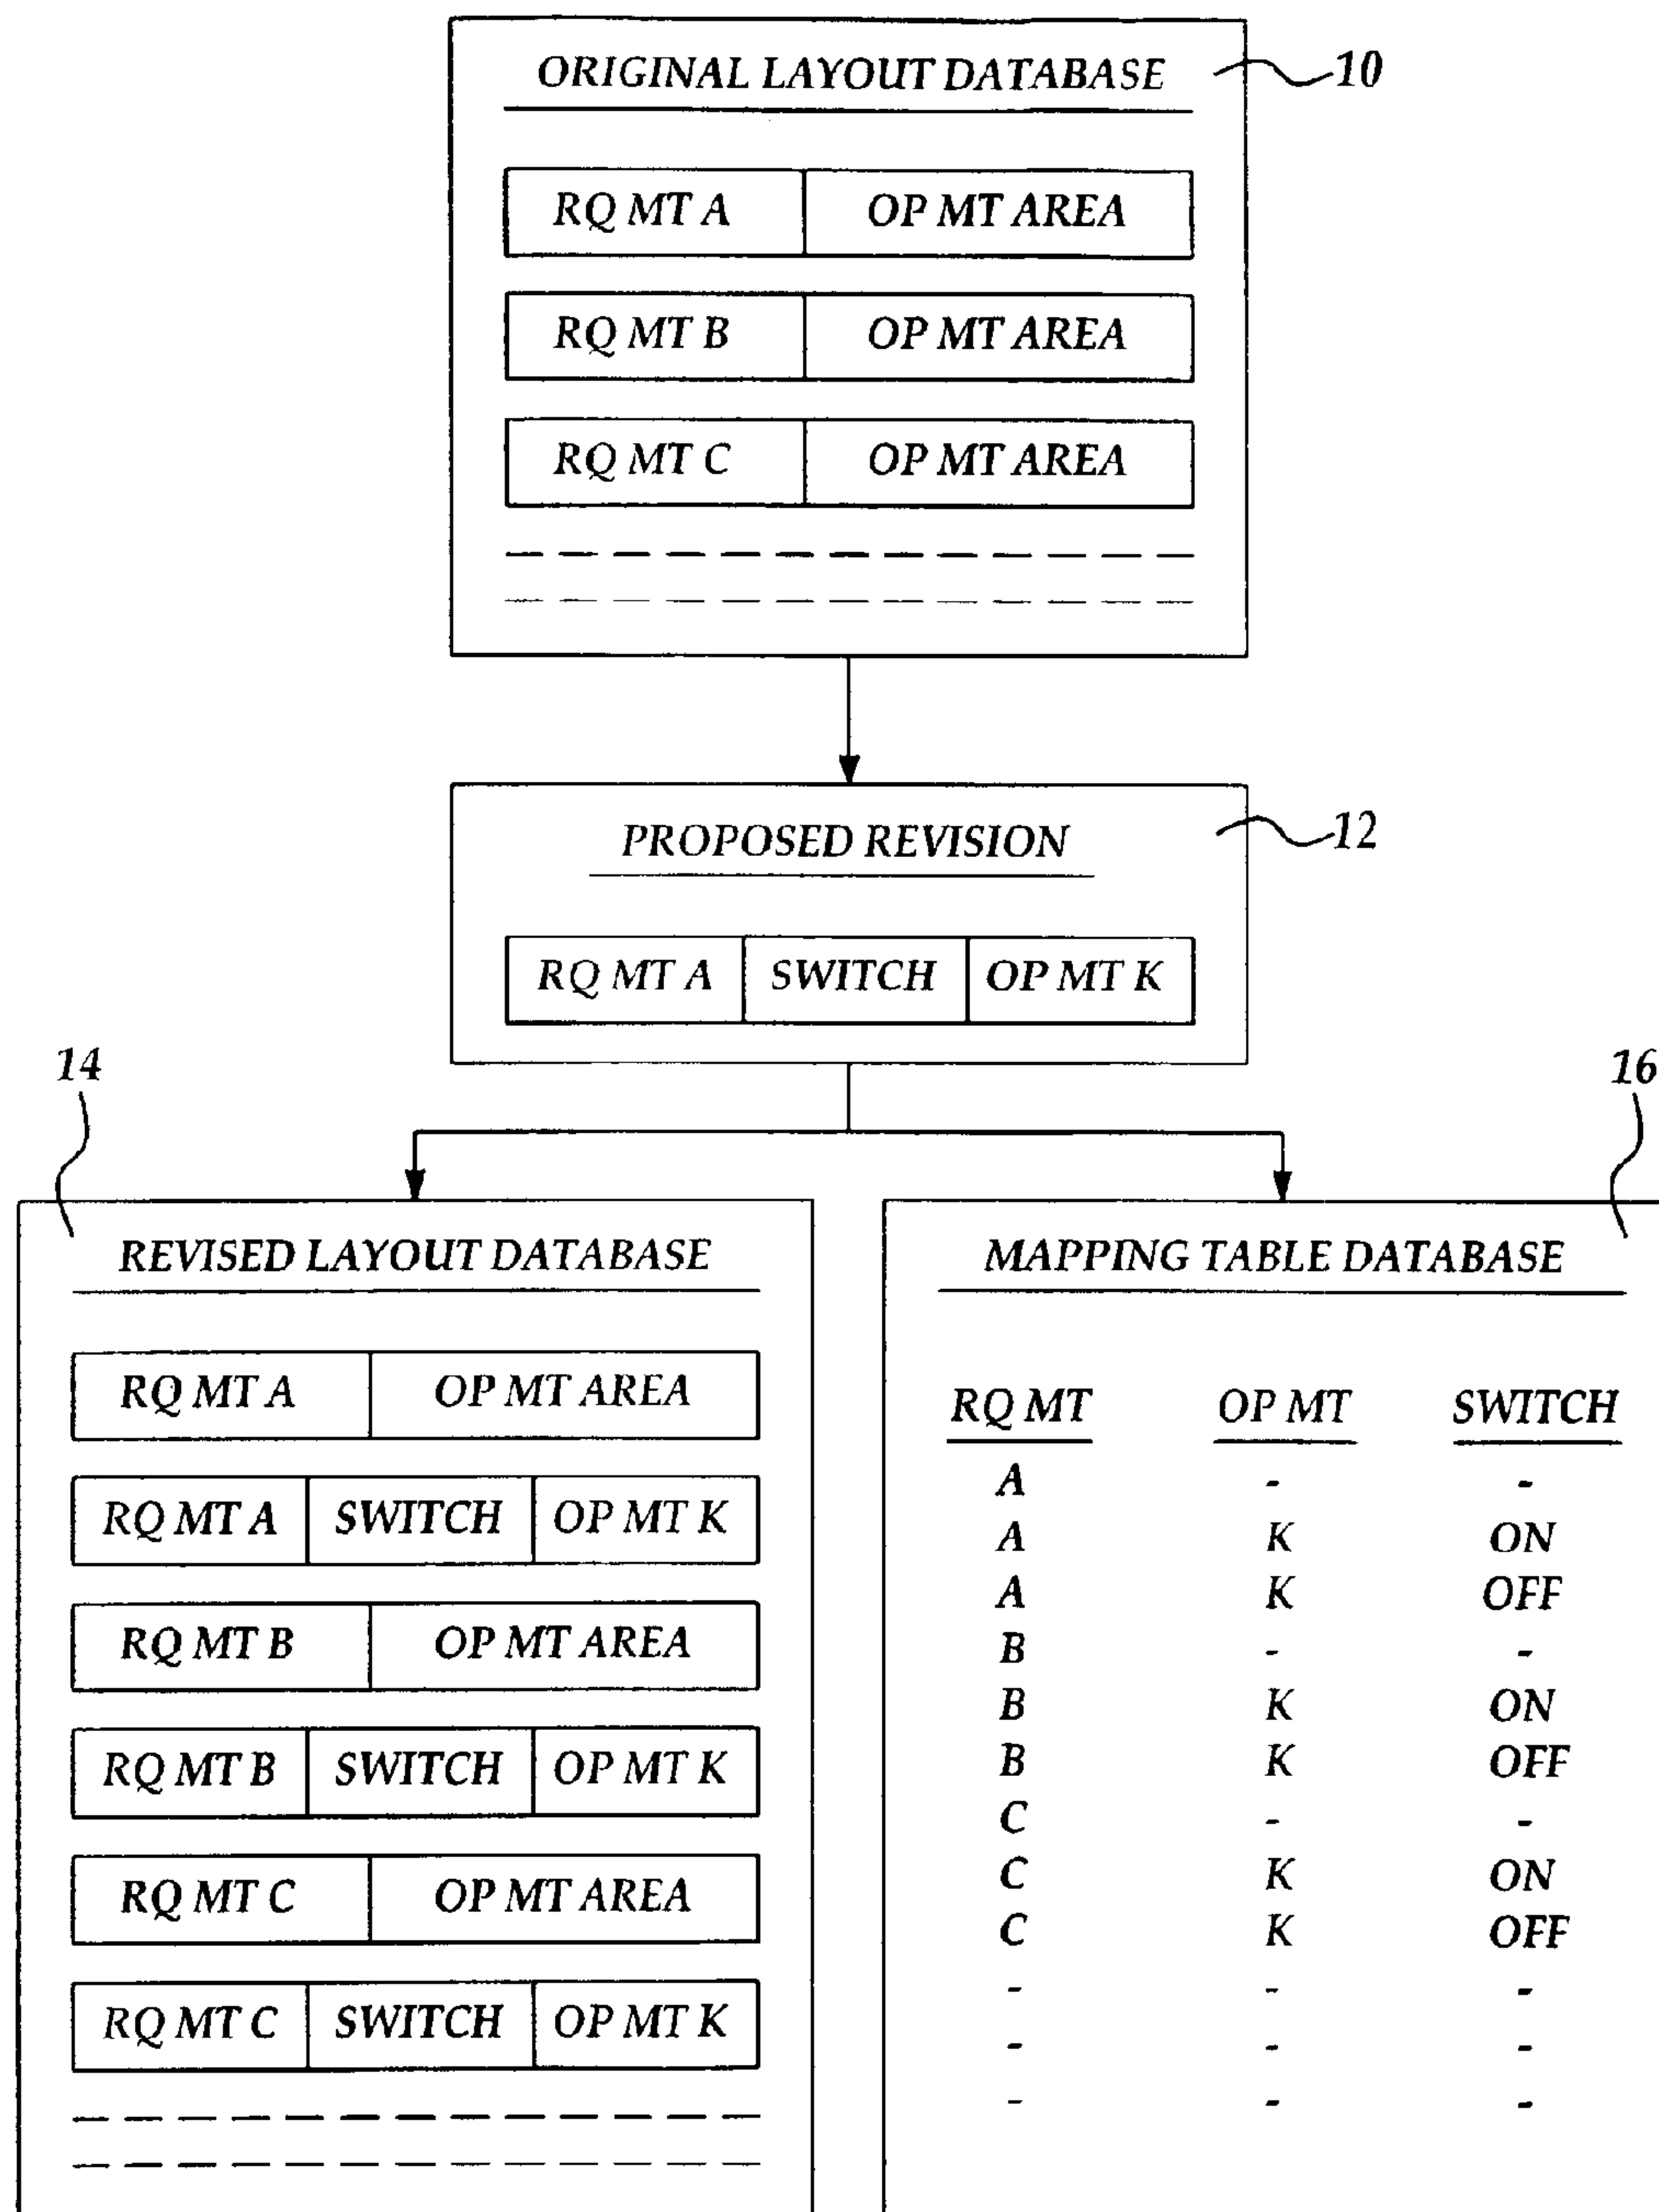 ORIGINAL LAYOUT DATABASE
10
RQ MT A OP MT AREA
RQ MT B OP MT AREA
RQ MT C OP MT AREA
PROPOSED REVISION
12
RQ MT A SWITCH OP MT K
14
16
REVISED LAYOUT DATABASE
RQ MT A OP MT AREA
RQ MT A SWITCH OP MT K
RQ MT B OP MT AREA
RQ MT B SWITCH OP MT K
RQ MT C OP MT AREA
RQ MT C SWITCH OP MT K
MAPPING TABLE DATABASE
RQ MT OP MT SWITCH
A - -
A K ON
A K OFF
B - -
B K ON
B K OFF
C - -
C K ON
C K OFF
- - -
- - -
- - -